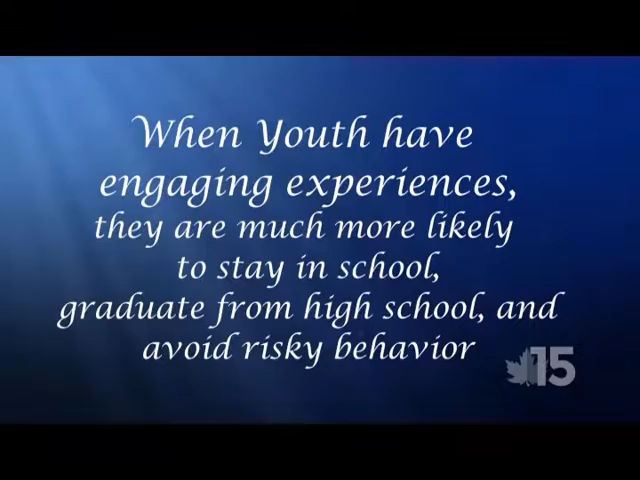 When Youth have
engaging experiences,
they are much more likely
to stay in school,
graduate from high school, and
avoid risky behavior
15